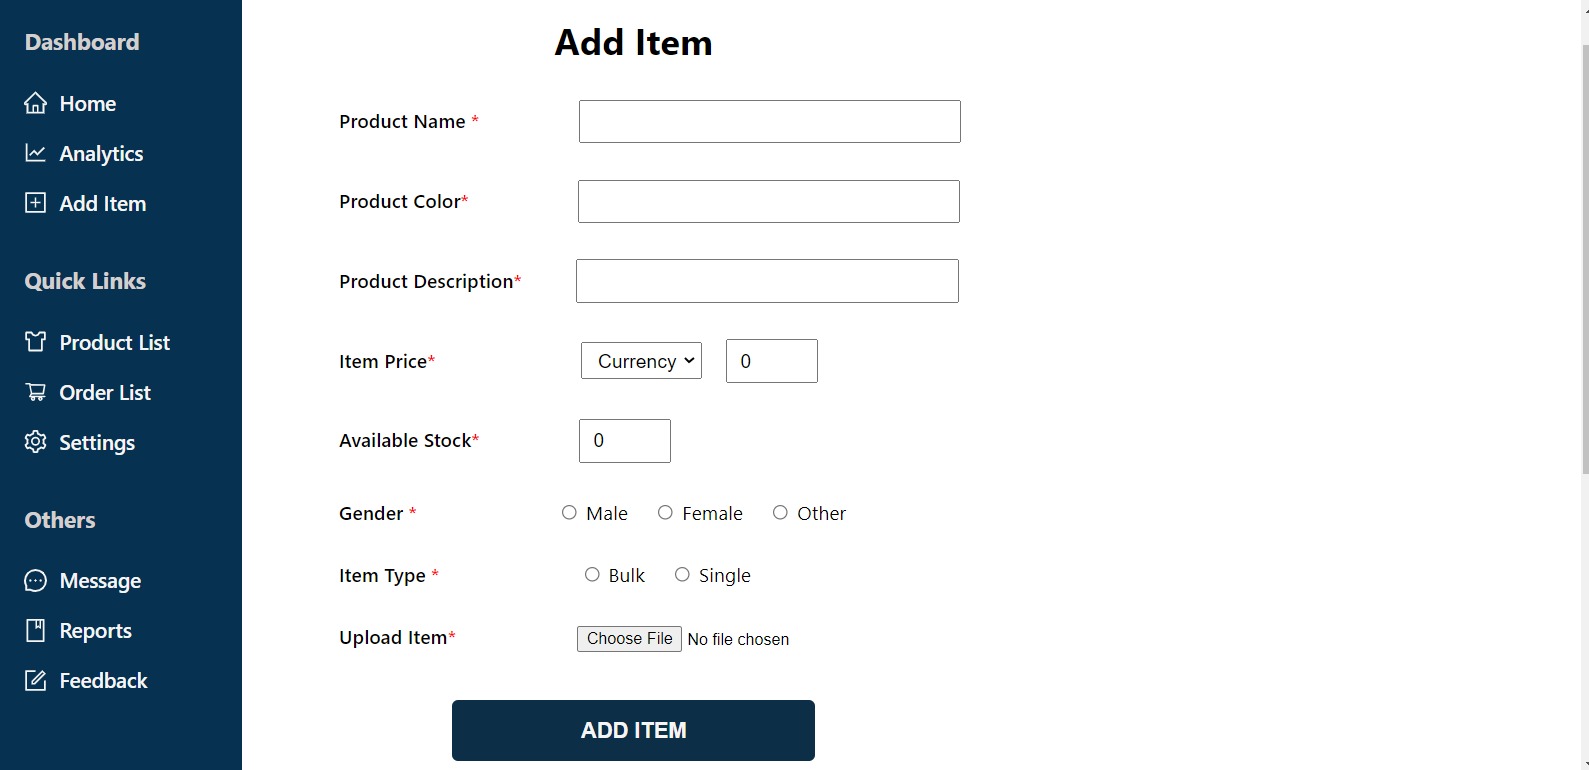 Dashboard
Home
Analytics
Add Item
Quick Links
Product List
Order List
Settings
Others
Message
Reports
Feedback
Add Item
Product Name *
Product Color*
Product Description*
Item Price* Currency 0
Available Stock* 0
Gender * Male Female Other
Item Type * Bulk Single
Upload Item* Choose File No file chosen
ADD ITEM